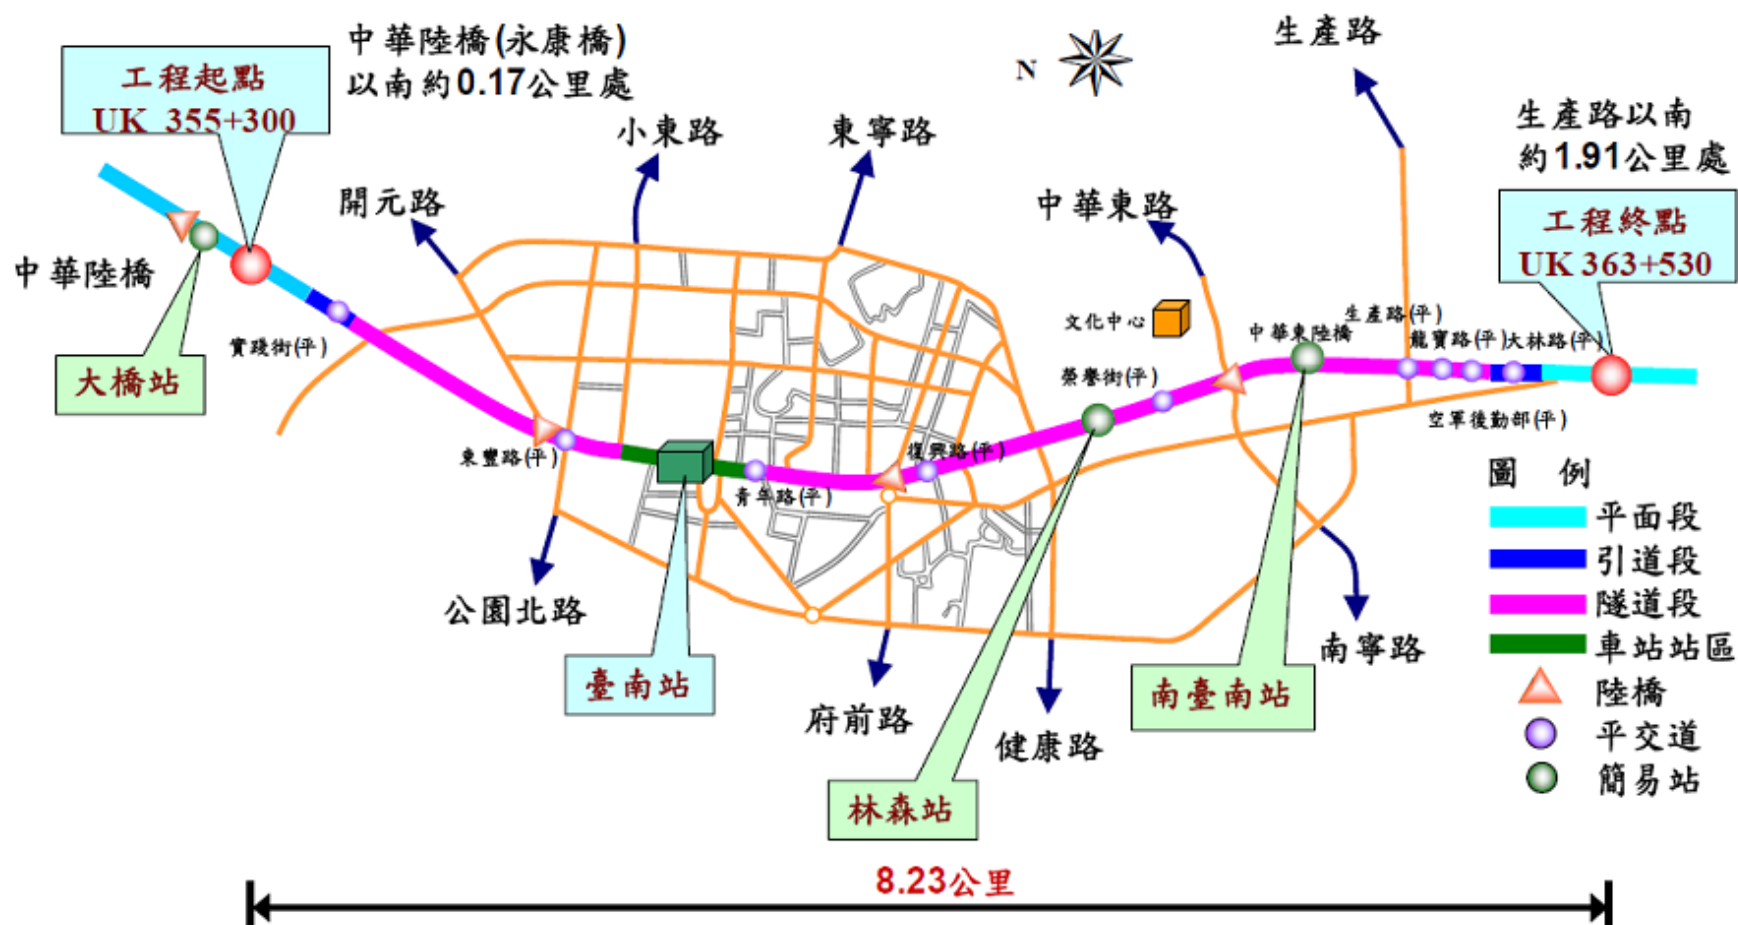 工程起點
UK 355+300
中華陸橋(永康橋)
以南約0.17公里處
小東路
東寧路
N
生產路
生產路以南
約1.91公里處
開元路
中華東路
工程終點
UK 363+530
中華陸橋
文化中心
實踐街(平)
中華東陸橋
生產路(平)
龍寶路(平)
大林路(平)
大橋站
榮譽街(平)
空軍後勤部(平)
東豐路(平)
復興路(平)
青年路(平)
圖 例
平面段
引道段
隧道段
車站站區
陸橋
平交道
簡易站
公園北路
臺南站
府前路
健康路
南臺南站
南寧路
林森站
8.23公里